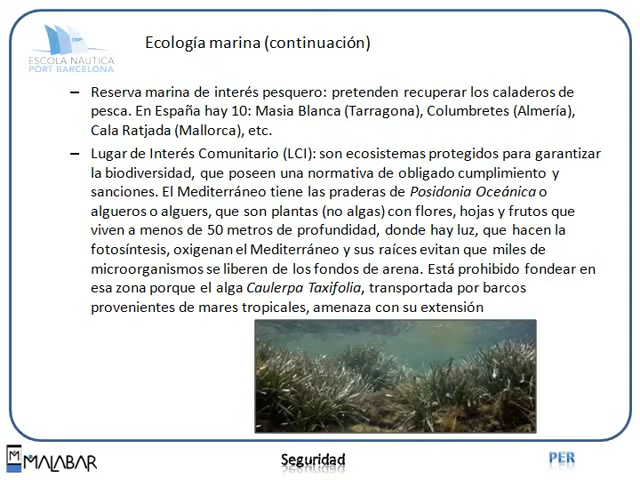 ESCOLA NÀUTICA
PORT BARCELONA
Ecología marina (continuación)
– Reserva marina de interés pesquero: pretenden recuperar los caladeros de
pesca. En España hay 10: Masia Blanca (Tarragona), Columbretes (Almería),
Cala Ratjada (Mallorca), etc.
– Lugar de Interés Comunitario (LCI): son ecosistemas protegidos para garantizar
la biodiversidad, que poseen una normativa de obligado cumplimiento y
sanciones. El Mediterráneo tiene las praderas de Posidonia Oceánica o
algueros o alguers, que son plantas (no algas) con flores, hojas y frutos que
viven a menos de 50 metros de profundidad, donde hay luz, que hacen la
fotosíntesis, oxigenan el Mediterráneo y sus raíces evitan que miles de
microorganismos se liberen de los fondos de arena. Está prohibido fondear en
esa zona porque el alga Caulerpa Taxifolia, transportada por barcos
provenientes de mares tropicales, amenaza con su extensión
MALABAR
Seguridad
PER